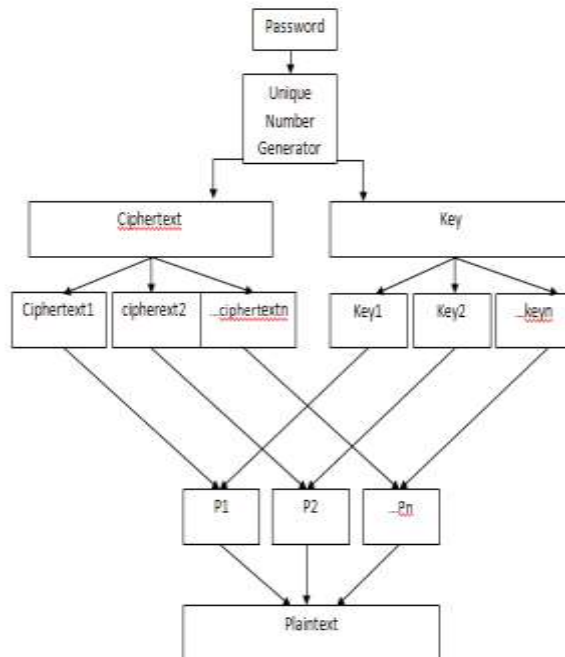 Password
Unique
Number
Generator
Ciphertext
Key
Ciphertext1
cipherext2
...ciphertextn
Key1
Key2
...keyn
P1
P2
...Pn
Plaintext